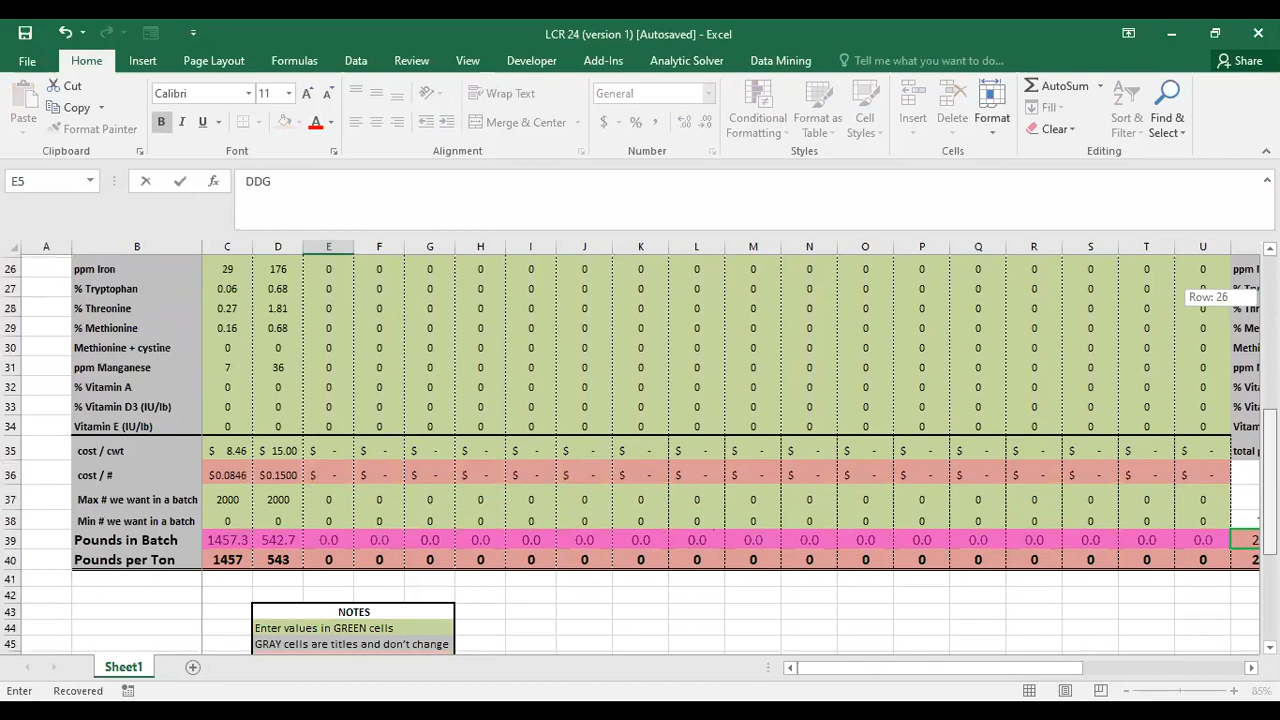 LCR 24 (version 1) [Autosaved] - Excel
File Home Insert Page Layout Formulas Data Review View Developer Add-Ins Analytic Solver Data Mining Tell me what you want to do... Share
Cut
Copy
Format Painter
Paste
Calibri 11
B I U A
Wrap Text
Merge & Center
General
$ % ,
Conditional Formatting
Format as Table
Cell Styles
Insert Delete Format
AutoSum
Fill
Clear
Sort & Filter
Find & Select
Clipboard Font Alignment Number Styles Cells Editing
E5 fx DDG
A B C D E F G H I J K L M N O P Q R S T U
26 ppm Iron 29 176 0 0 0 0 0 0 0 0 0 0 0 0 0 0 0 0 0 ppm
Row: 26
27 % Tryptophan 0.06 0.68 0 0 0 0 0 0 0 0 0 0 0 0 0 0 0 0
28 % Threonine 0.27 1.81 0 0 0 0 0 0 0 0 0 0 0 0 0 0 0 0 0 % Thr
29 % Methionine 0.16 0.68 0 0 0 0 0 0 0 0 0 0 0 0 0 0 0 0 0 % Me
30 Methionine + cystine 0 0 0 0 0 0 0 0 0 0 0 0 0 0 0 0 0 0 0 Methi
31 ppm Manganese 7 36 0 0 0 0 0 0 0 0 0 0 0 0 0 0 0 0 0 ppm
32 % Vitamin A 0 0 0 0 0 0 0 0 0 0 0 0 0 0 0 0 0 0 0 % Vita
33 % Vitamin D3 (IU/lb) 0 0 0 0 0 0 0 0 0 0 0 0 0 0 0 0 0 0 0 % Vita
34 Vitamin E (IU/lb) 0 0 0 0 0 0 0 0 0 0 0 0 0 0 0 0 0 0 0 Vitam
35 cost / cwt $ 8.46 $ 15.00 $ - $ - $ - $ - $ - $ - $ - $ - $ - $ - $ - $ - $ - $ - $ - $ - $ - total
36 cost / # $0.0846 $0.1500 $ - $ - $ - $ - $ - $ - $ - $ - $ - $ - $ - $ - $ - $ - $ - $ - $ -
37 Max # we want in a batch 2000 2000 0 0 0 0 0 0 0 0 0 0 0 0 0 0 0 0 0
38 Min # we want in a batch 0 0 0 0 0 0 0 0 0 0 0 0 0 0 0 0 0 0 0
39 Pounds in Batch 1457.3 542.7 0.0 0.0 0.0 0.0 0.0 0.0 0.0 0.0 0.0 0.0 0.0 0.0 0.0 0.0 0.0 0.0 0.0 2
40 Pounds per Ton 1457 543 0 0 0 0 0 0 0 0 0 0 0 0 0 0 0 0 0 2
41
42
43 NOTES
44 Enter values in GREEN cells
45 GRAY cells are titles and don't change
Sheet1
Enter Recovered 85%